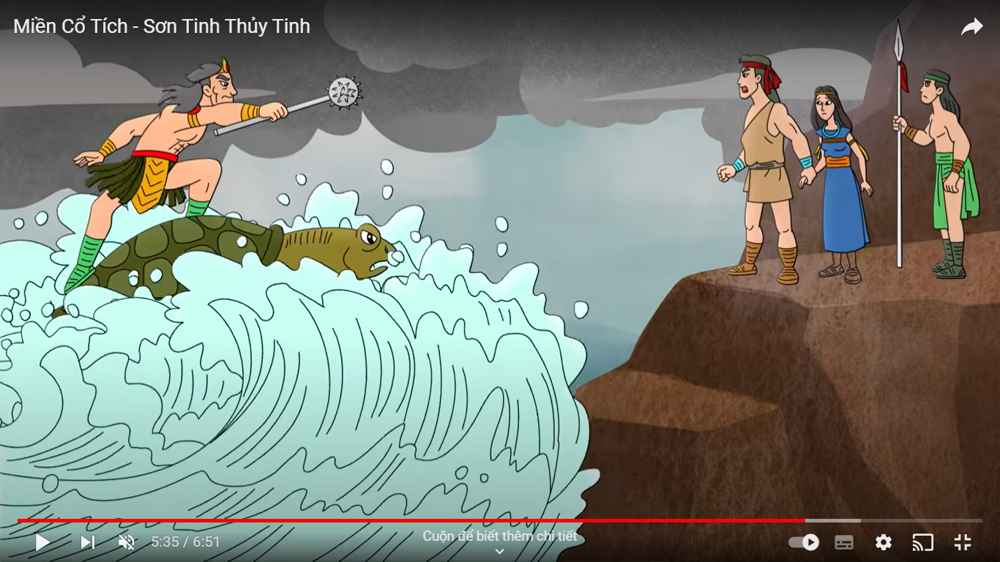 Miền Cổ Tích - Sơn Tinh Thủy Tinh
Cuộn để biết thêm chi tiết
5:35 / 6:51